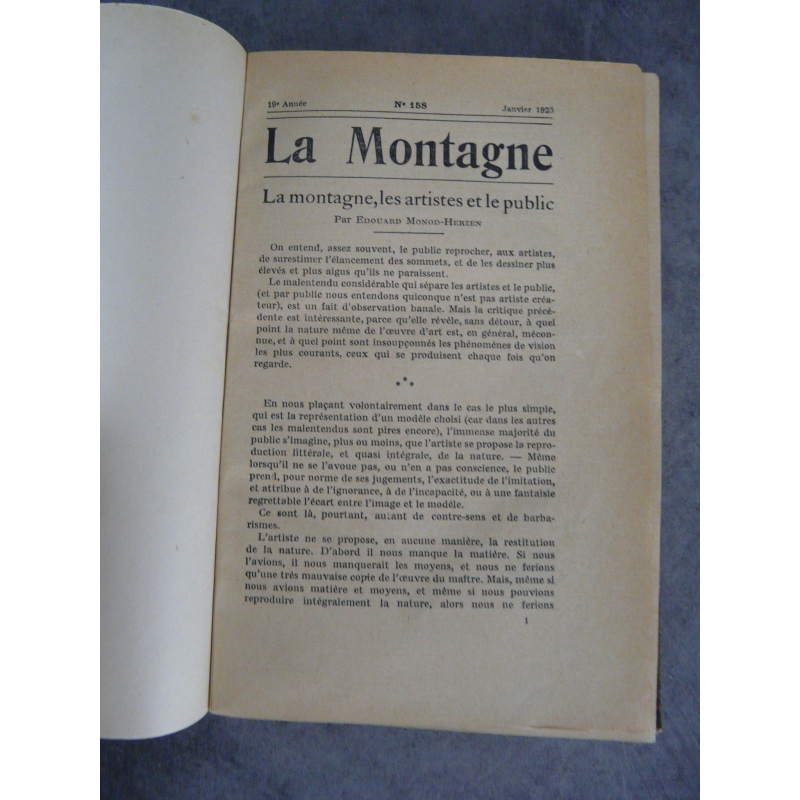 19e Année N° 158 Janvier 1923
La Montagne
La montagne, les artistes et le public
Par Edouard Monod-Herzen
On entend, assez souvent, le public reprocher, aux artistes,
de surestimer l'élancement des sommets, et de les dessiner plus
élevés et plus aigus qu'ils ne paraissent.
Le malentendu considérable qui sépare les artistes et le public,
(et par public nous entendons quiconque n'est pas artiste créa-
teur), est un fait d'observation banale. Mais la critique précé-
dente est intéressante, parce qu'elle révèle, sans détour, à quel
point la nature même de l'œuvre d'art est, en général, mécon-
nue, et à quel point sont insoupçonnés les phénomènes de vision
les plus courants, ceux qui se produisent chaque fois qu'on
regarde.
En nous plaçant volontairement dans le cas le plus simple,
qui est la représentation d'un modèle choisi (car dans les autres
cas les malentendus sont pires encore), l'immense majorité du
public s'imagine, plus ou moins, que l'artiste se propose la repro-
duction littérale, et quasi intégrale, de la nature. — Même
lorsqu'il ne se l'avoue pas, ou n'en a pas conscience, le public
prend, pour norme de ses jugements, l'exactitude de l'imitation,
et attribue à de l'ignorance, à de l'incapacité, ou à une fantaisie
regrettable l'écart entre l'image et le modèle.
Ce sont là, pourtant, autant de contre-sens et de barba-
rismes.
L'artiste ne se propose, en aucune manière, la restitution
de la nature. D'abord il nous manque la matière. Si nous
l'avions, il nous manquerait les moyens, et nous ne ferions
qu'une très mauvaise copie de l'œuvre du maître. Mais, même si
nous avions matière et moyens, et même si nous pouvions
reproduire intégralement la nature, alors nous ne ferions
1